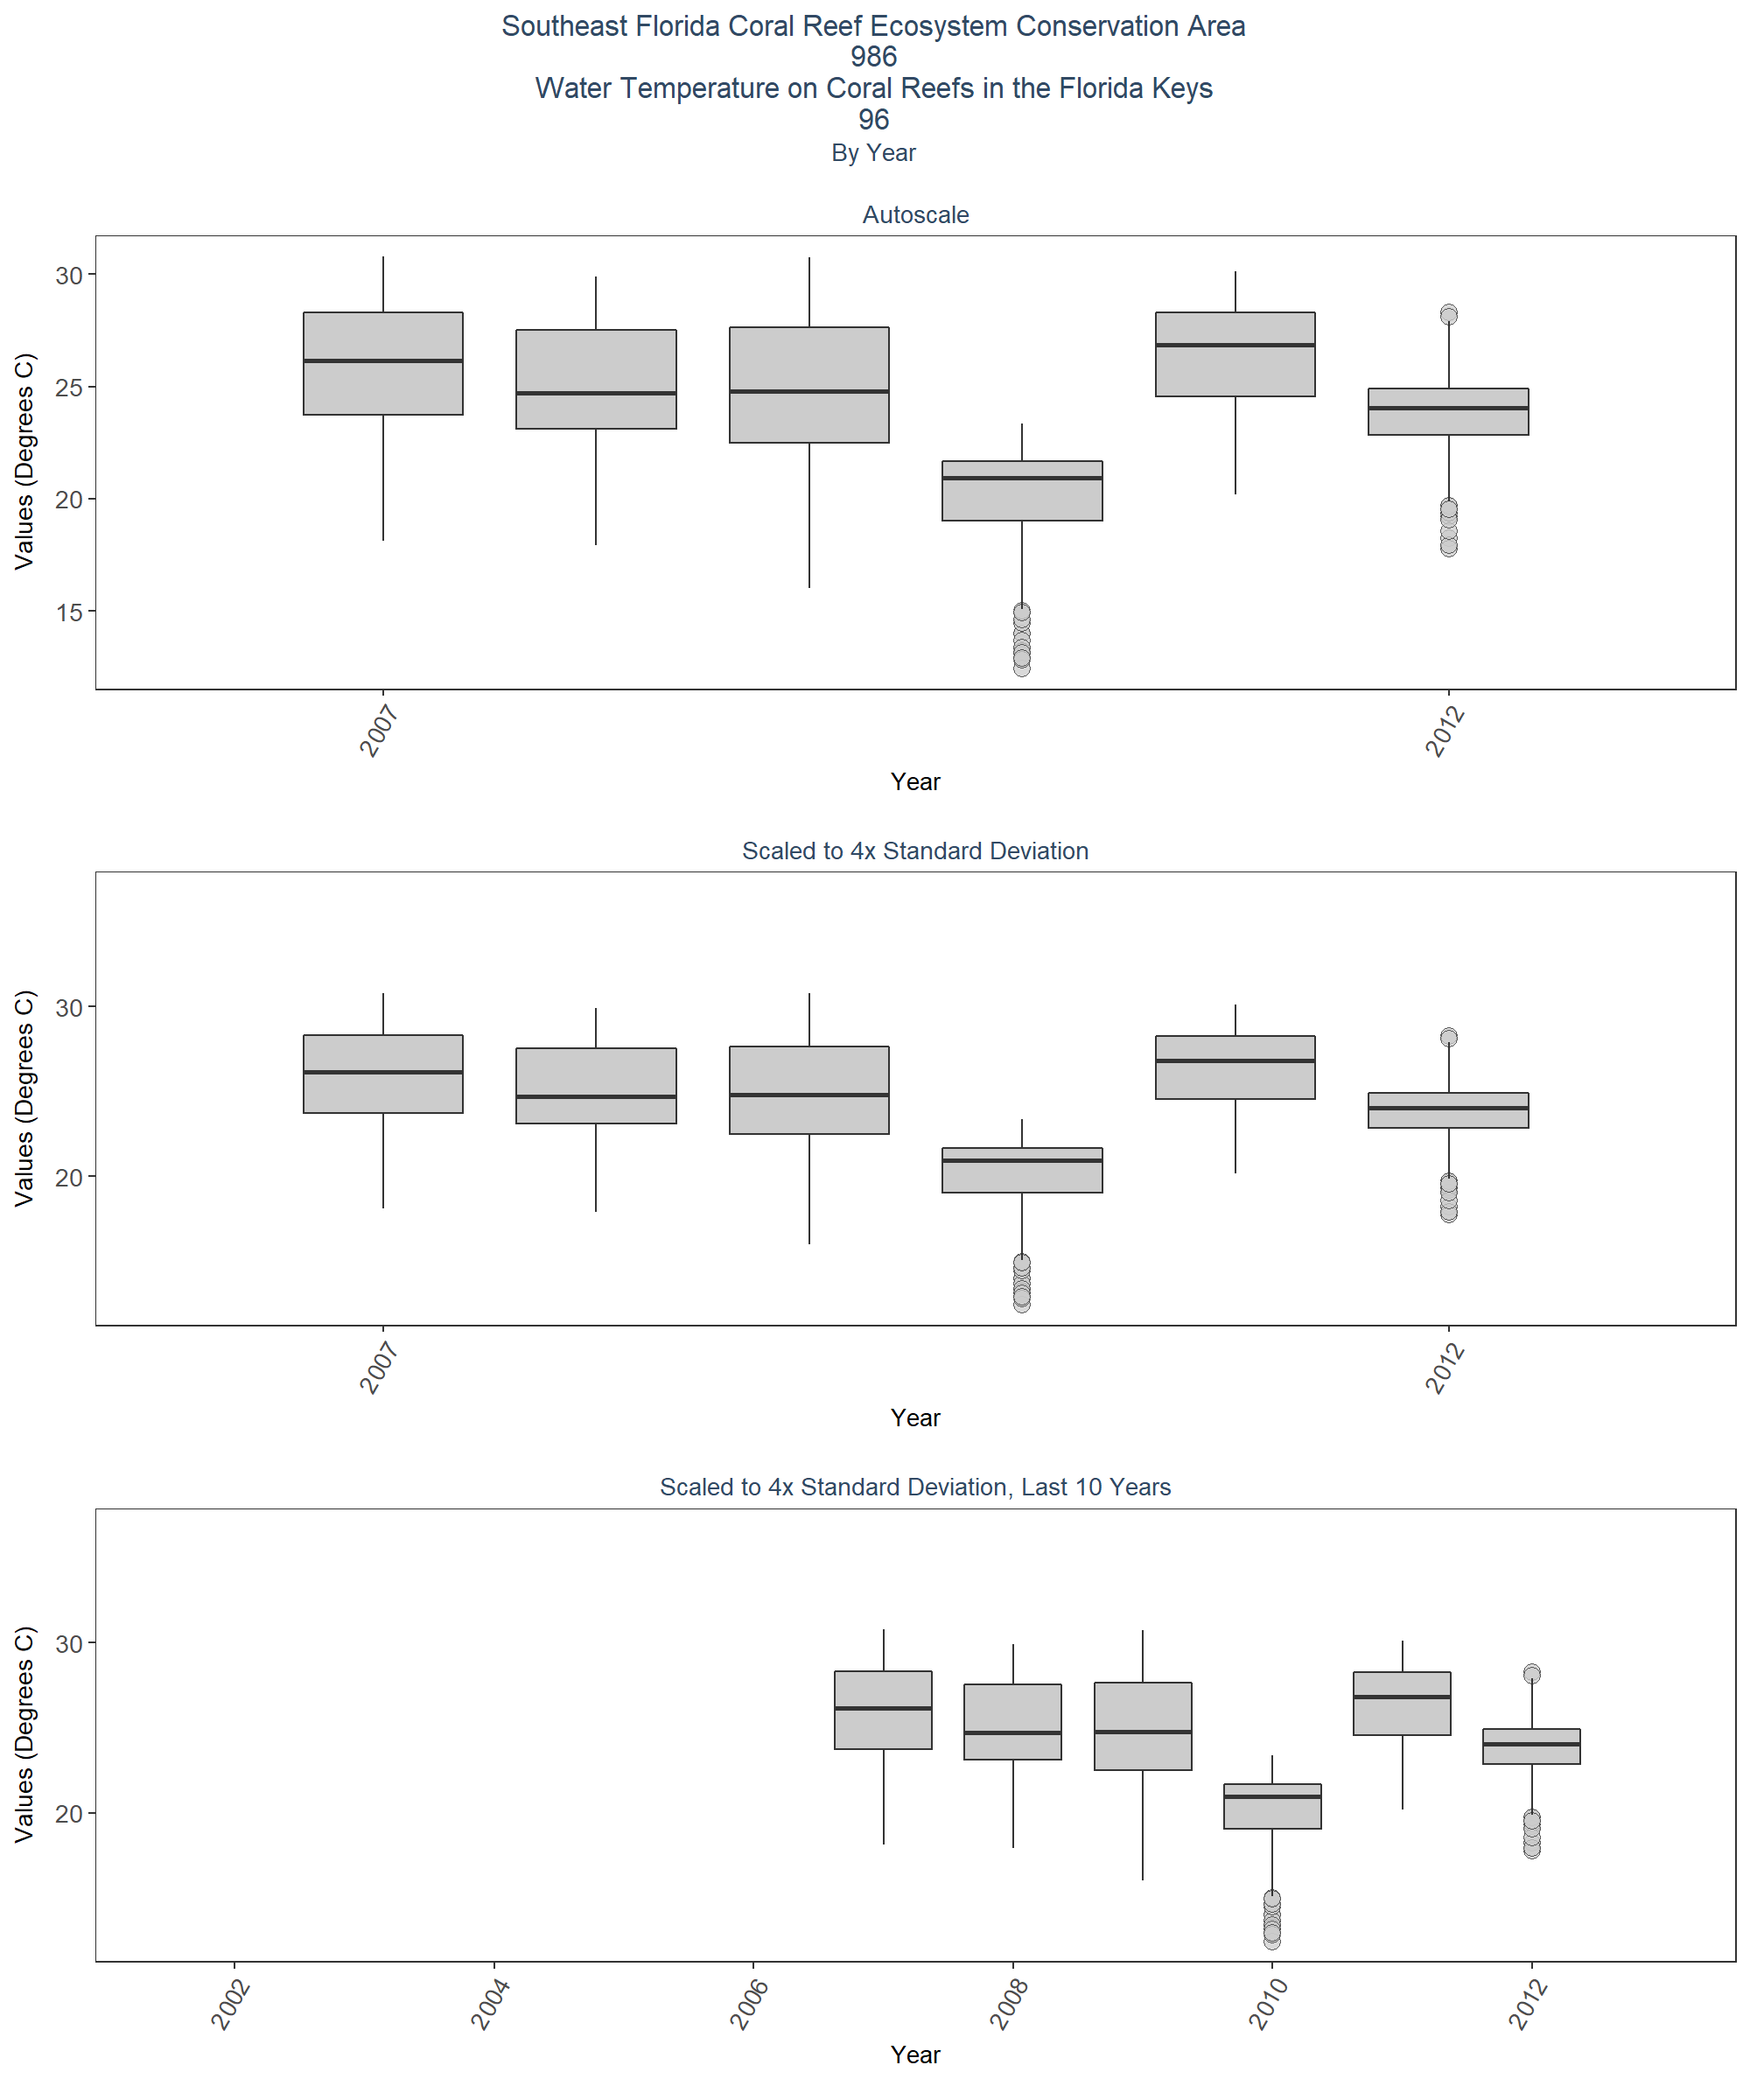 Southeast Florida Coral Reef Ecosystem Conservation Area
986
Water Temperature on Coral Reefs in the Florida Keys
96
By Year
Autoscale
Values (Degrees C)
30
25
20
15
2007
2012
Year
Scaled to 4x Standard Deviation
Values (Degrees C)
30
20
2007
2012
Year
Scaled to 4x Standard Deviation, Last 10 Years
Values (Degrees C)
30
20
2002
2004
2006
2008
2010
2012
Year